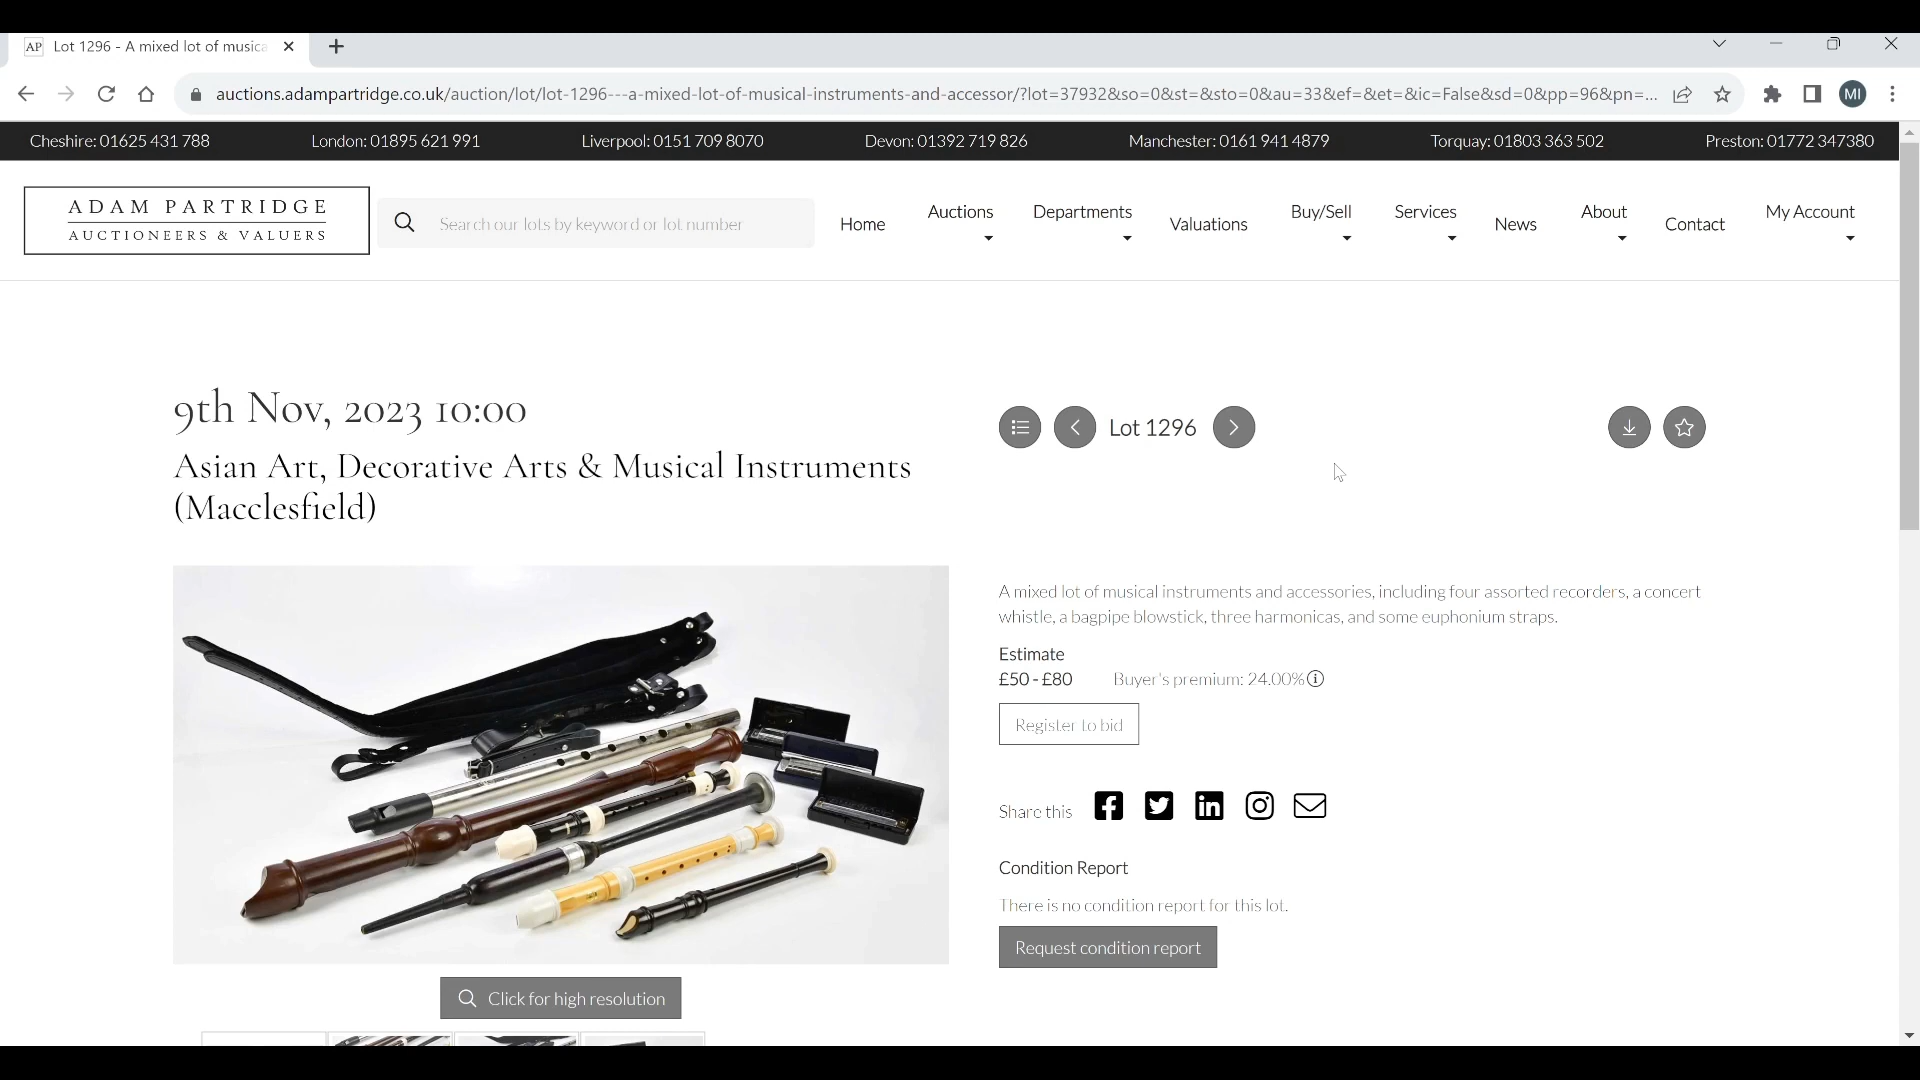 AP Lot 1296 - A mixed lot of musica
auctions.adampartridge.co.uk/auction/lot/lot-1296---a-mixed-lot-of-musical-instruments-and-accessor/?lot=37932&so=0&st=&sto=0&au=33&ef=&et=&ic=False&sd=0&pp=96&pn=...
MI
Cheshire: 01625 431 788 London: 01895 621 991 Liverpool: 0151 709 8070 Devon: 01392 719 826 Manchester: 0161 941 4879 Torquay: 01803 363 502 Preston: 01772 347380
ADAM PARTRIDGE
AUCTIONEERS & VALUERS
Search our lots by keyword or lot number
Home Auctions Departments Valuations Buy/Sell Services News About Contact My Account
9th Nov, 2023 10:00
Lot 1296
Asian Art, Decorative Arts & Musical Instruments
(Macclesfield)
A mixed lot of musical instruments and accessories, including four assorted recorders, a concert
whistle, a bagpipe blowstick, three harmonicas, and some euphonium straps.
Estimate
£50 - £80 Buyer's premium: 24.00%
Register to bid
Share this
Condition Report
There is no condition report for this lot.
Request condition report
Click for high resolution